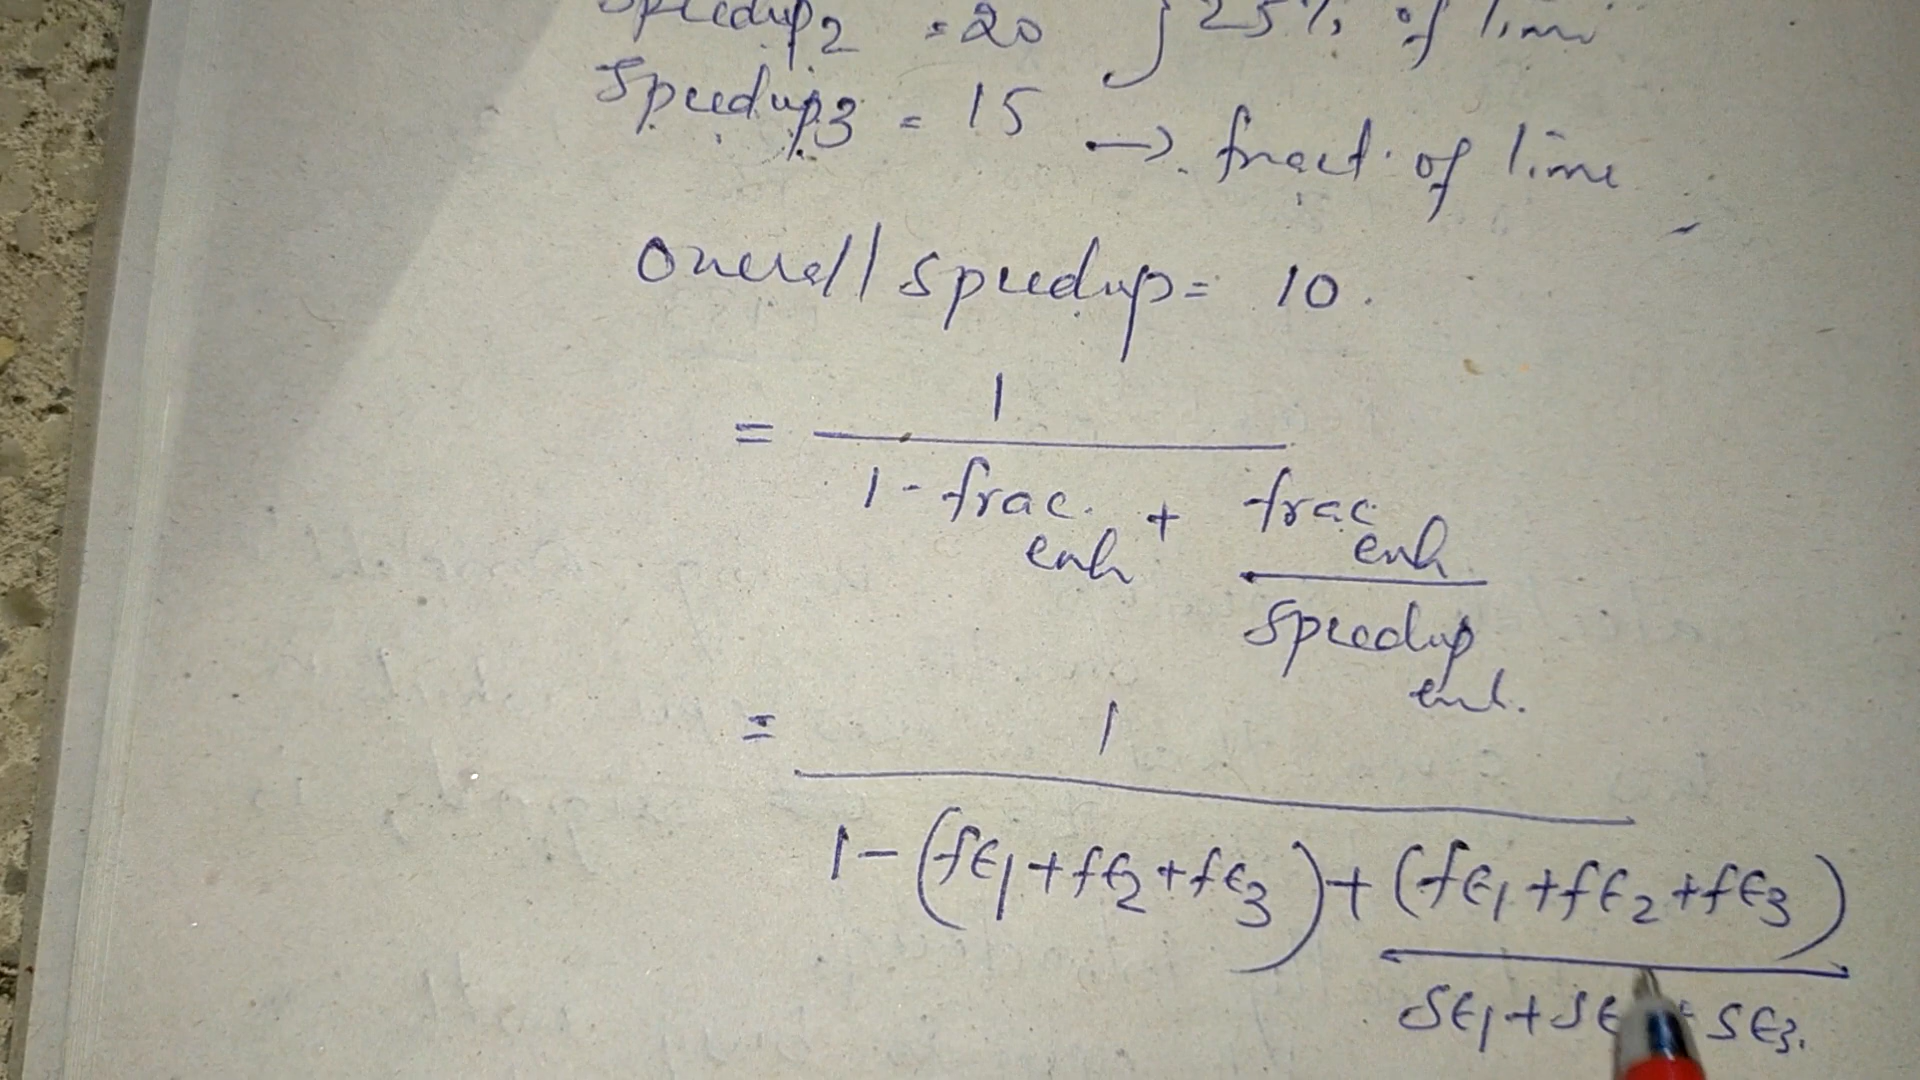 Speedup2 = 20 } 25% of time
Speedup3 = 15 → fract. of time
Overall speedup = 10.
= 1
1 - frac. enh + frac enh
speedup enh.
= 1
1 - (fE1 + fE2 + fE3) + (fE1 + fE2 + fE3)
SE1 + SE + SE3.